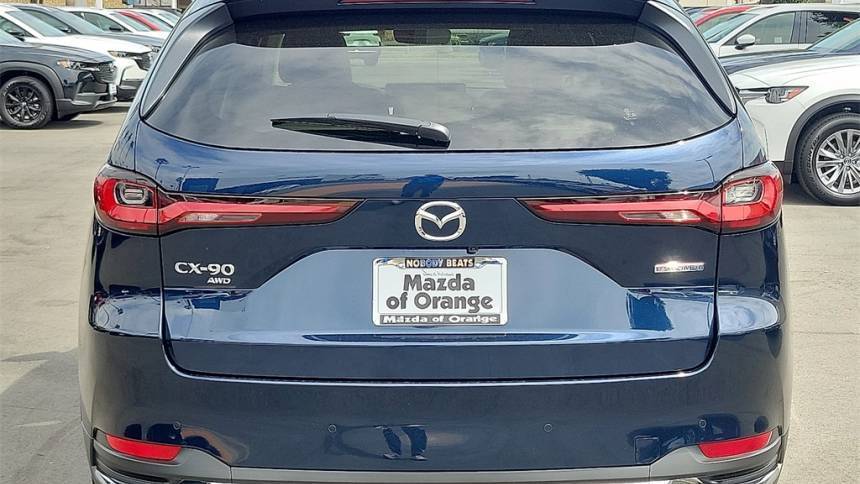 CX-90
AWD
NOBODY BEATS
Mazda
of Orange
Mazda of Orange